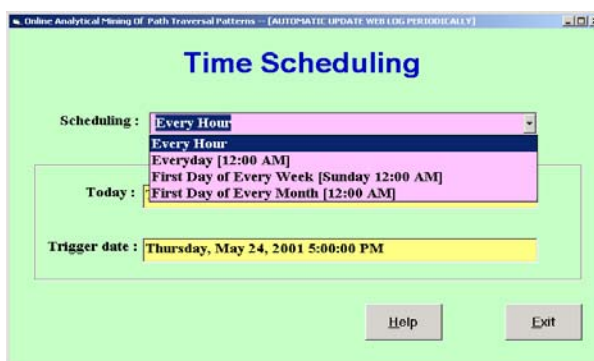 Online Analytical Mining Of Path Traversal Patterns -- [AUTOMATIC UPDATE WEB LOG PERIODICALLY]
Time Scheduling
Scheduling : Every Hour
Every Hour
Everyday [12:00 AM]
First Day of Every Week [Sunday 12:00 AM]
First Day of Every Month [12:00 AM]
Today :
Trigger date : Thursday, May 24, 2001 5:00:00 PM
Help
Exit